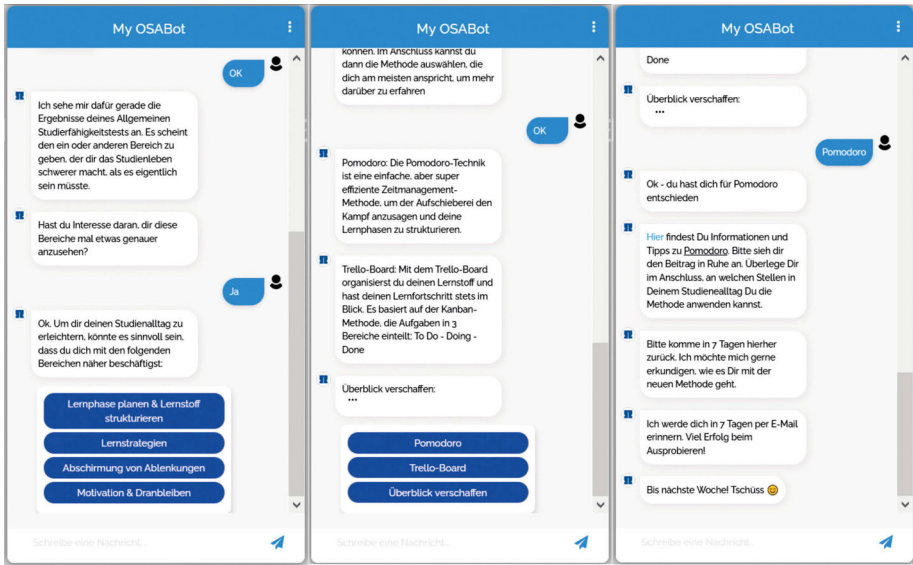 My OSABot
OK
Ich sehe mir dafür gerade die
Ergebnisse deines Allgemeinen
Studierfähigkeitstests an. Es scheint
den ein oder anderen Bereich zu
geben, der dir das Studienleben
schwerer macht, als es eigentlich
sein müsste.
Hast du Interesse daran, dir diese
Bereiche mal etwas genauer
anzusehen?
Ja
Ok. Um dir deinen Studienalltag zu
erleichtern, könnte es sinnvoll sein,
dass du dich mit den folgenden
Bereichen näher beschäftigst:
Lernphase planen & Lernstoff
strukturieren
Lernstrategien
Abschirmung von Ablenkungen
Motivation & Dranbleiben
Schreibe eine Nachricht...
My OSABot
können. Im Anschluss kannst du
dann die Methode auswählen, die
dich am meisten anspricht, um mehr
darüber zu erfahren
OK
Pomodoro: Die Pomodoro-Technik
ist eine einfache, aber super
effiziente Zeitmanagement-
Methode, um der Aufschieberei den
Kampf anzusagen und deine
Lernphasen zu strukturieren.
Trello-Board: Mit dem Trello-Board
organisierst du deinen Lernstoff und
hast deinen Lernfortschritt stets im
Blick. Es basiert auf der Kanban-
Methode, die Aufgaben in 3
Bereiche einteilt: To Do - Doing -
Done
Überblick verschaffen:
...
Pomodoro
Trello-Board
Überblick verschaffen
Schreibe eine Nachricht...
My OSABot
Done
Überblick verschaffen:
...
Pomodoro
Ok - du hast dich für Pomodoro
entschieden
Hier findest Du Informationen und
Tipps zu Pomodoro. Bitte sieh dir
den Beitrag in Ruhe an. Überlege Dir
im Anschluss, an welchen Stellen in
Deinem Studienealltag Du die
Methode anwenden kannst.
Bitte komme in 7 Tagen hierher
zurück. Ich möchte mich gerne
erkundigen, wie es Dir mit der
neuen Methode geht.
Ich werde dich in 7 Tagen per E-Mail
erinnern. Viel Erfolg beim
Ausprobieren!
Bis nächste Woche! Tschüss 😊
Schreibe eine Nachricht...